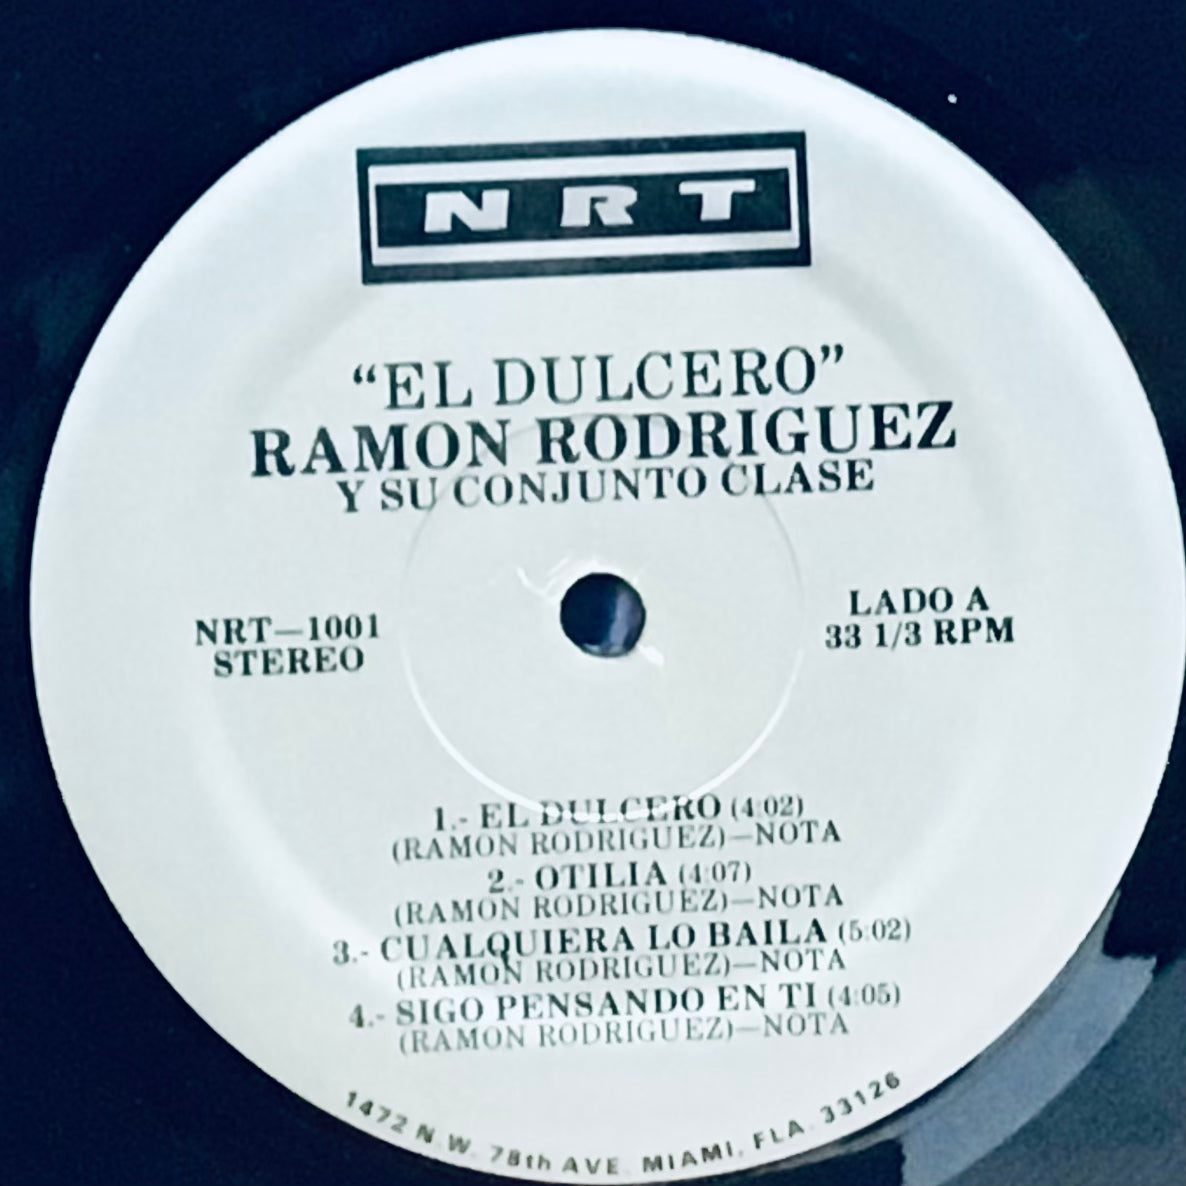 NRT
“EL DULCERO”
RAMON RODRIGUEZ
Y SU CONJUNTO CLASE
NRT—1001
STEREO
LADO A
33 1/3 RPM
1.- EL DULCERO (4:02)
(RAMON RODRIGUEZ)—NOTA
2.- OTILIA (4:07)
(RAMON RODRIGUEZ)—NOTA
3.- CUALQUIERA LO BAILA (5:02)
(RAMON RODRIGUEZ)—NOTA
4.- SIGO PENSANDO EN TI (4:05)
(RAMON RODRIGUEZ)—NOTA
1472 N.W. 78th AVE. MIAMI, FLA. 33126